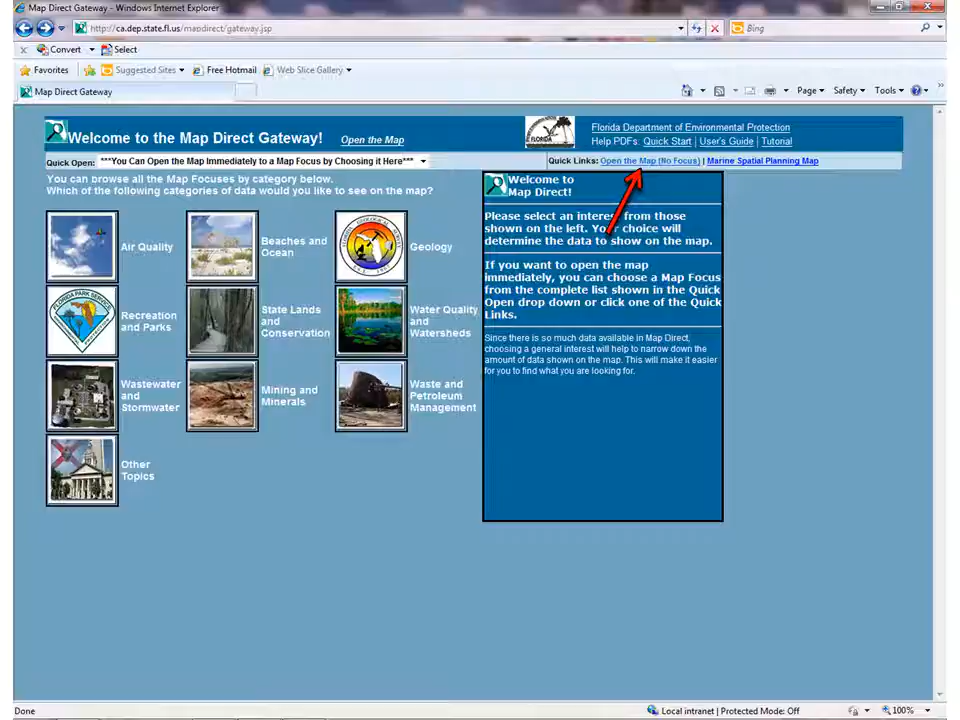 Map Direct Gateway - Windows Internet Explorer
http://ca.dep.state.fl.us/mapdirect/gateway.jsp
Bing
Convert
Select
Favorites
Suggested Sites
Free Hotmail
Web Slice Gallery
Map Direct Gateway
Page
Safety
Tools
Welcome to the Map Direct Gateway!
Open the Map
FLORIDA
Florida Department of Environmental Protection
Help PDFs: Quick Start | User's Guide | Tutorial
Quick Open: ***You Can Open the Map Immediately to a Map Focus by Choosing it Here***
Quick Links: Open the Map (No Focus) | Marine Spatial Planning Map
You can browse all the Map Focuses by category below.
Which of the following categories of data would you like to see on the map?
Air Quality
Beaches and
Ocean
Geology
Recreation
and Parks
State Lands
and
Conservation
Water Quality
and
Watersheds
Wastewater
and
Stormwater
Mining and
Minerals
Waste and
Petroleum
Management
Other
Topics
Welcome to
Map Direct!
Please select an interest from those
shown on the left. Your choice will
determine the data to show on the map.
If you want to open the map
immediately, you can choose a Map Focus
from the complete list shown in the Quick
Open drop down or click one of the Quick
Links.
Since there is so much data available in Map Direct,
choosing a general interest will help to narrow down the
amount of data shown on the map. This will make it easier
for you to find what you are looking for.
FLORIDA PARK SERVICE
Done
Local intranet | Protected Mode: Off
100%